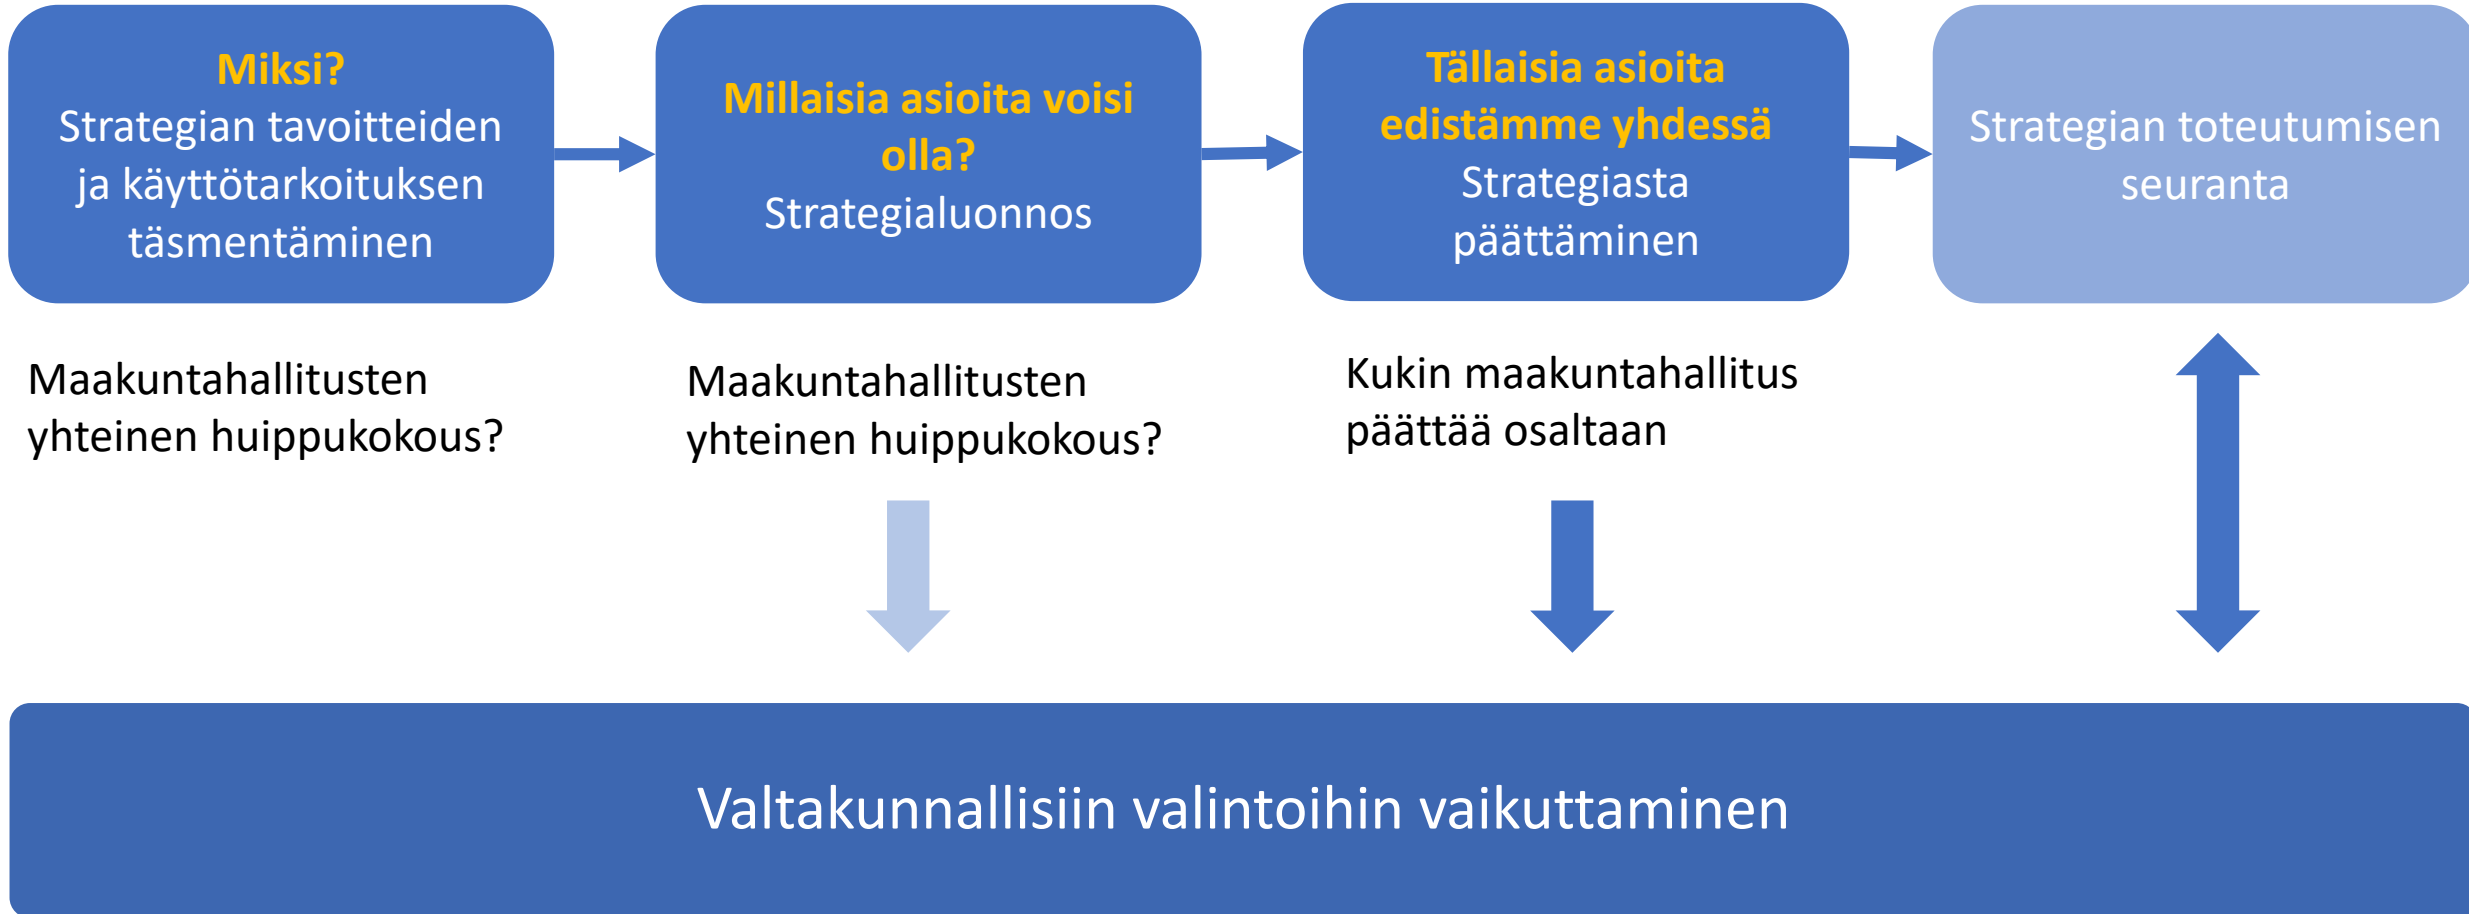 Miksi?
Strategian tavoitteiden
ja käyttötarkoituksen
täsmentäminen
Millaisia asioita voisi
olla?
Strategialuonnos
Tällaisia asioita
edistämme yhdessä
Strategiasta
päättäminen
Strategian toteutumisen
seuranta
Maakuntahallitusten
yhteinen huippukokous?
Maakuntahallitusten
yhteinen huippukokous?
Kukin maakuntahallitus
päättää osaltaan
Valtakunnallisiin valintoihin vaikuttaminen